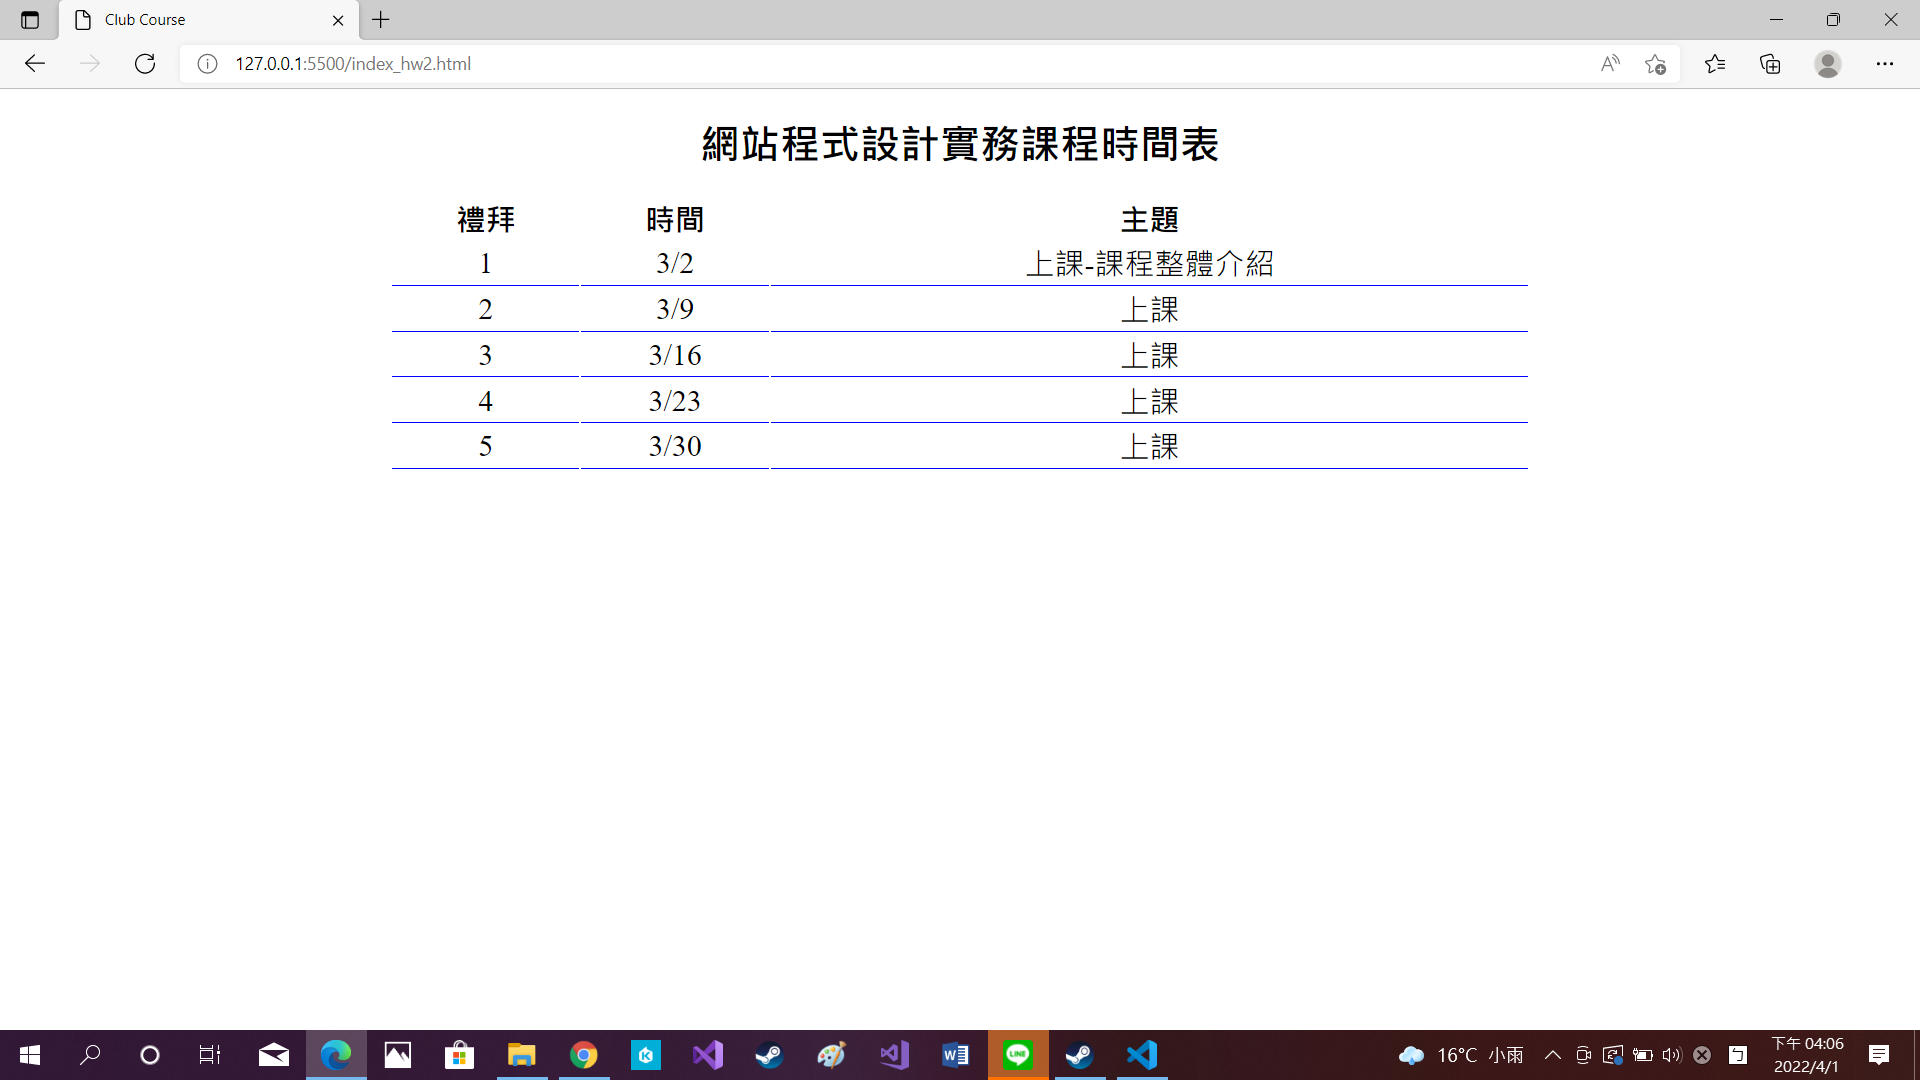 Club Course
127.0.0.1:5500/index_hw2.html
網站程式設計實務課程時間表
禮拜 時間 主題
1 3/2 上課-課程整體介紹
2 3/9 上課
3 3/16 上課
4 3/23 上課
5 3/30 上課
16°C 小雨
下午 04:06
2022/4/1